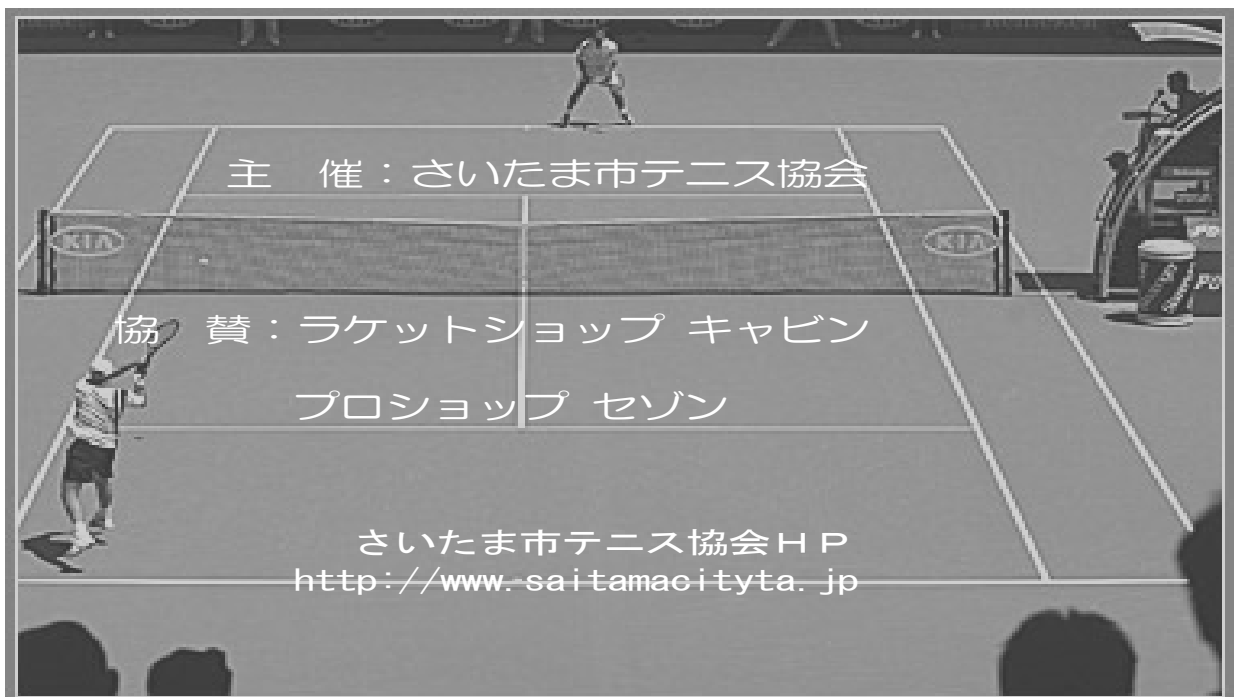 主　催：さいたま市テニス協会
KIA KIA
協　賛：ラケットショップ キャビン
プロショップ セゾン
さいたま市テニス協会ＨＰ
http://www.saitamacityta.jp